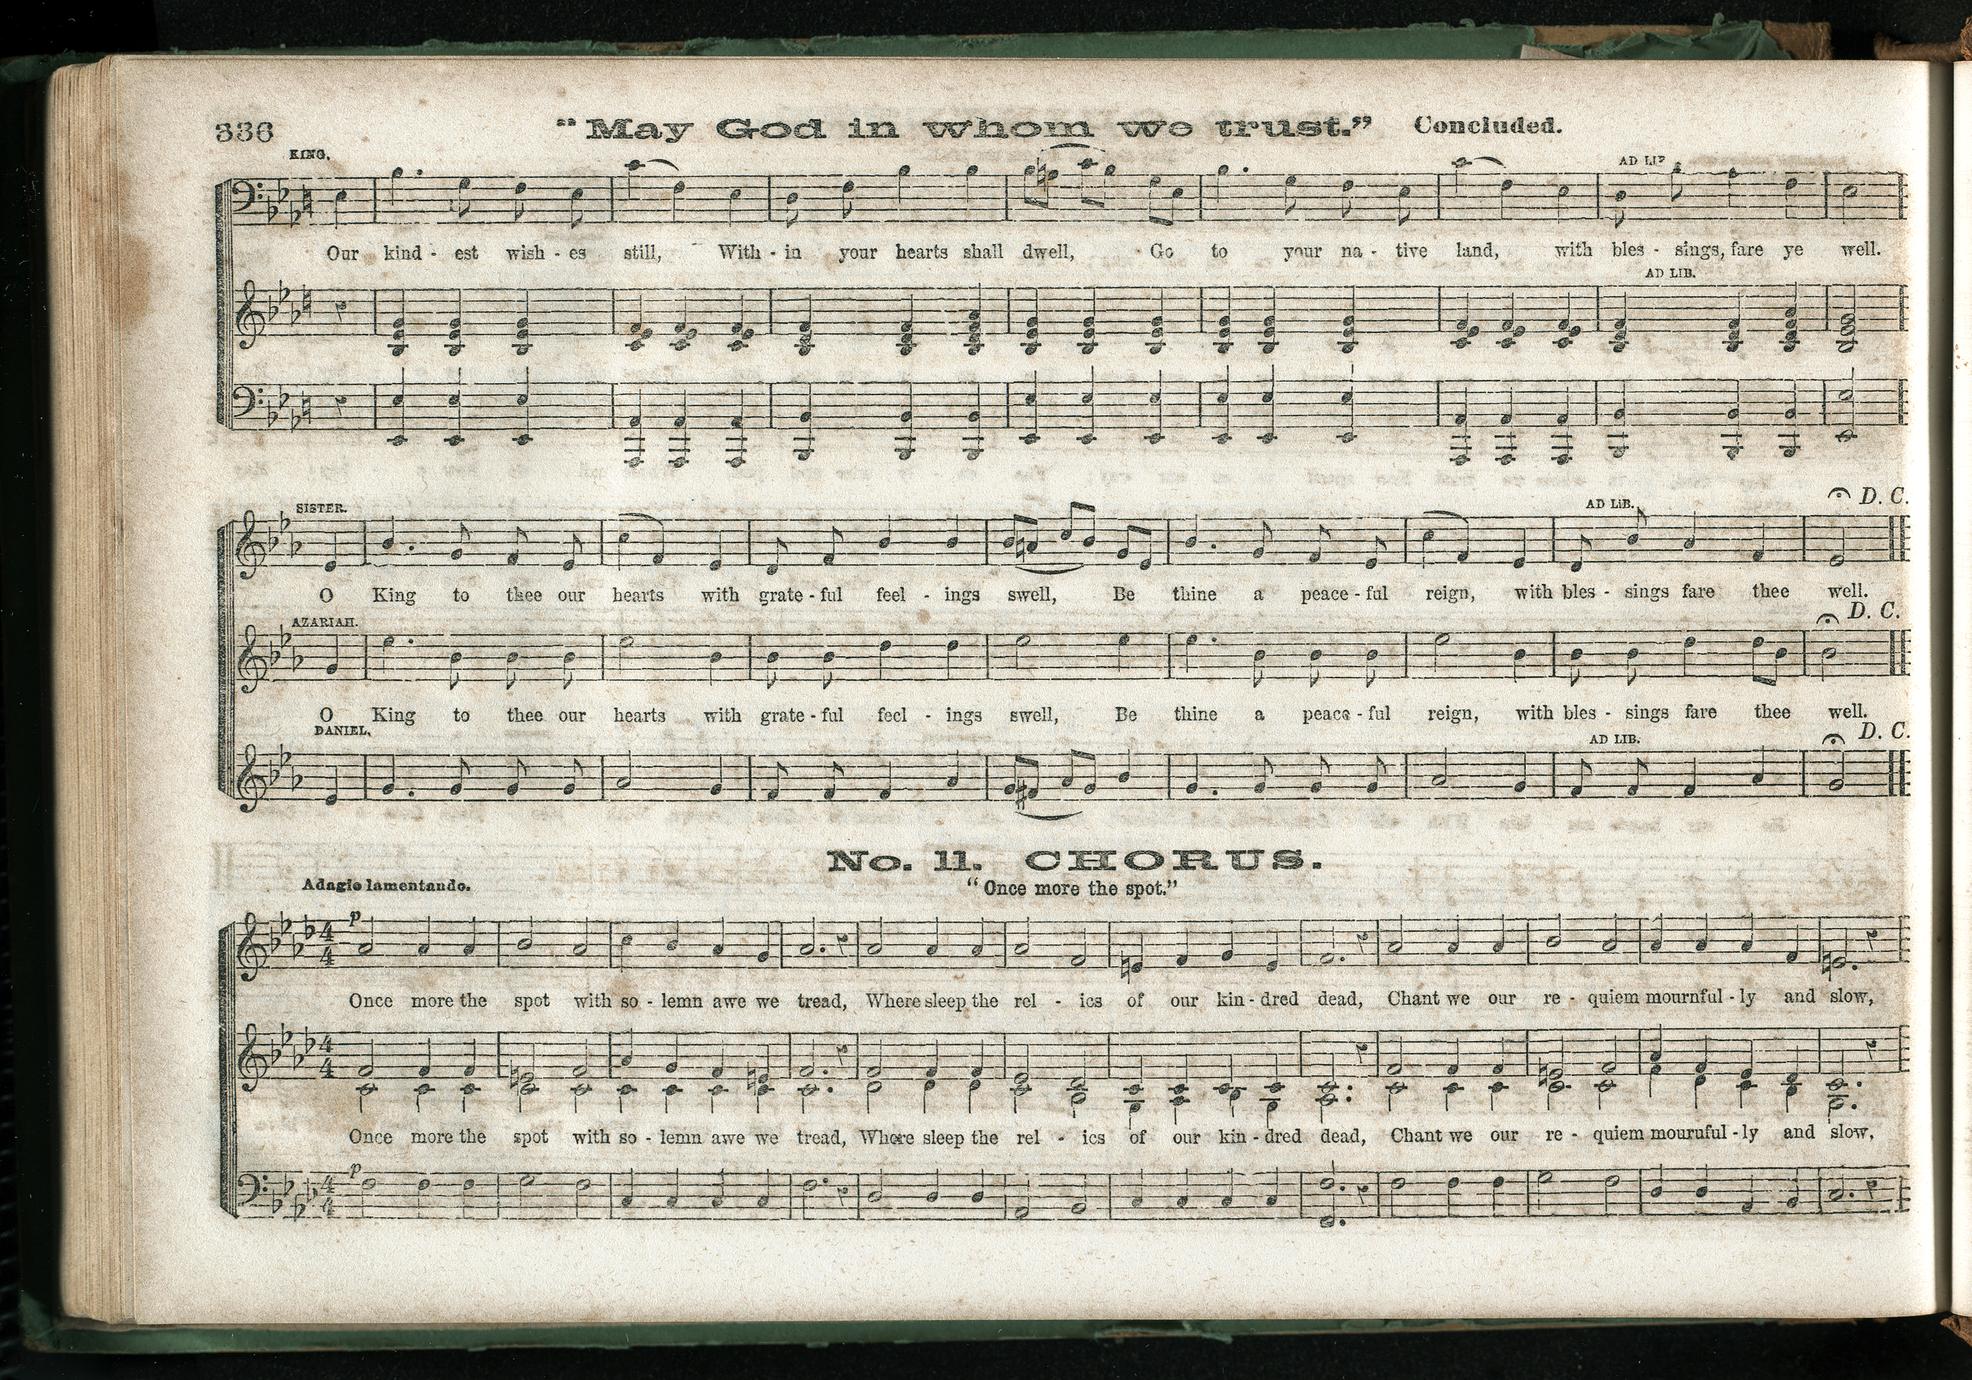 336 “May God in whom we trust.” Concluded.
KING. AD LIB.
Our kind - est wish - es still, With - in your hearts shall dwell, Go to your na - tive land, with bles - sings, fare ye well.
AD LIB.
SISTER. AD LIB. D. C.
O King to thee our hearts with grate - ful feel - ings swell, Be thine a peace - ful reign, with bles - sings fare thee well.
AZARIAH. D. C.
O King to thee our hearts with grate - ful feel - ings swell, Be thine a peace - ful reign, with bles - sings fare thee well.
DANIEL. AD LIB. D. C.
No. 11. CHORUS.
Adagio lamentando. “Once more the spot.”
p
4 4
Once more the spot with so - lemn awe we tread, Where sleep the rel - ics of our kin - dred dead, Chant we our re - quiem mournful - ly and slow,
4 4
Once more the spot with so - lemn awe we tread, Where sleep the rel - ics of our kin - dred dead, Chant we our re - quiem mouruful - ly and slow,
p
4 4